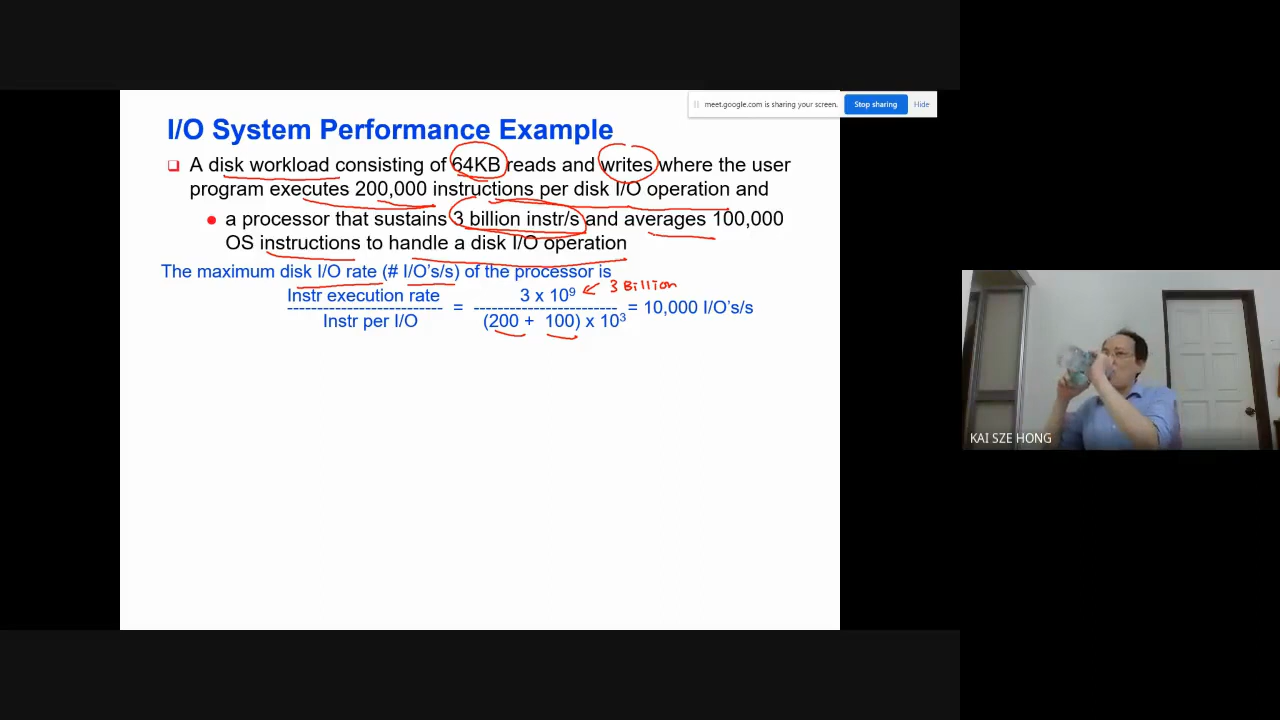 meet.google.com is sharing your screen. Stop sharing Hide
I/O System Performance Example
A disk workload consisting of 64KB reads and writes where the user
program executes 200,000 instructions per disk I/O operation and
a processor that sustains 3 billion instr/s and averages 100,000
OS instructions to handle a disk I/O operation
The maximum disk I/O rate (# I/O's/s) of the processor is
3 Billion
Instr execution rate 3 x 10⁹
----------------------- = ----------------------- = 10,000 I/O's/s
Instr per I/O (200 + 100) x 10³
KAI SZE HONG